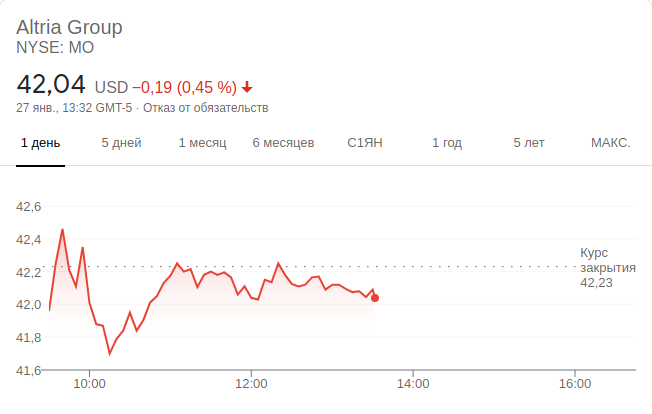 Altria Group
NYSE: MO
42,04 USD −0,19 (0,45 %)
27 янв., 13:32 GMT-5 · Отказ от обязательств
1 день 5 дней 1 месяц 6 месяцев С1ЯН 1 год 5 лет МАКС.
42,6
42,4
42,2
42,0
41,8
41,6
Курс
закрытия
42,23
10:00 12:00 14:00 16:00